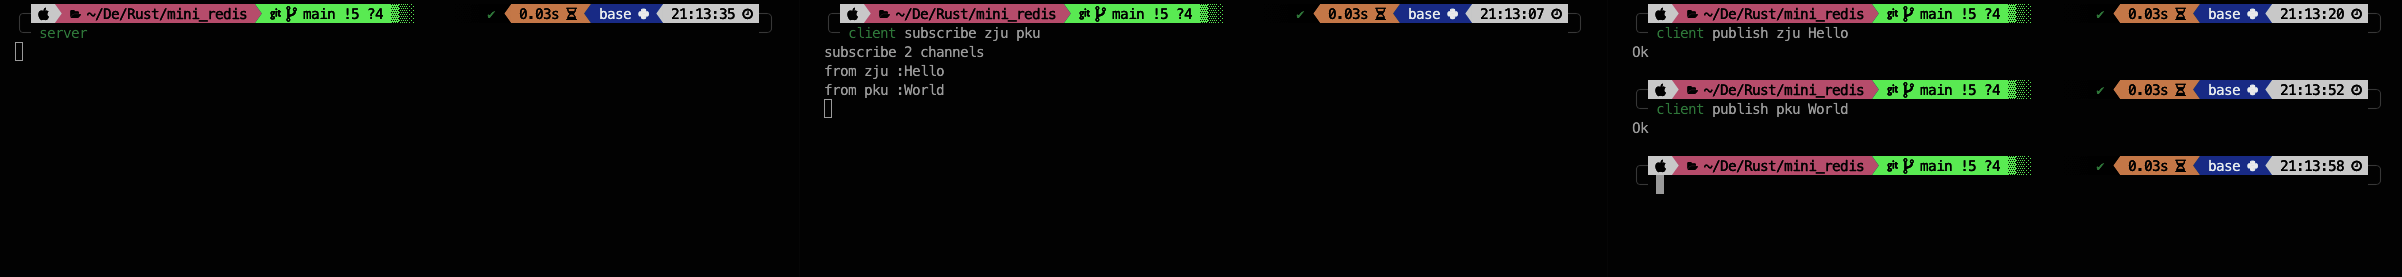 ~/De/Rust/mini_redis git main !5 ?4 ✔ 0.03s base 21:13:35
server
~/De/Rust/mini_redis git main !5 ?4 ✔ 0.03s base 21:13:07
client subscribe zju pku
subscribe 2 channels
from zju :Hello
from pku :World
~/De/Rust/mini_redis git main !5 ?4 ✔ 0.03s base 21:13:20
client publish zju Hello
Ok
~/De/Rust/mini_redis git main !5 ?4 ✔ 0.03s base 21:13:52
client publish pku World
Ok
~/De/Rust/mini_redis git main !5 ?4 ✔ 0.03s base 21:13:58